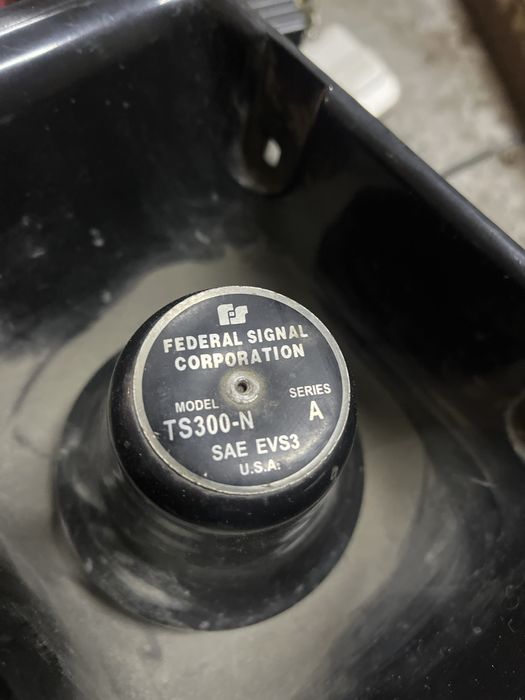 FS
FEDERAL SIGNAL
CORPORATION
MODEL
TS300-N
SERIES
A
SAE EVS3
U.S.A.